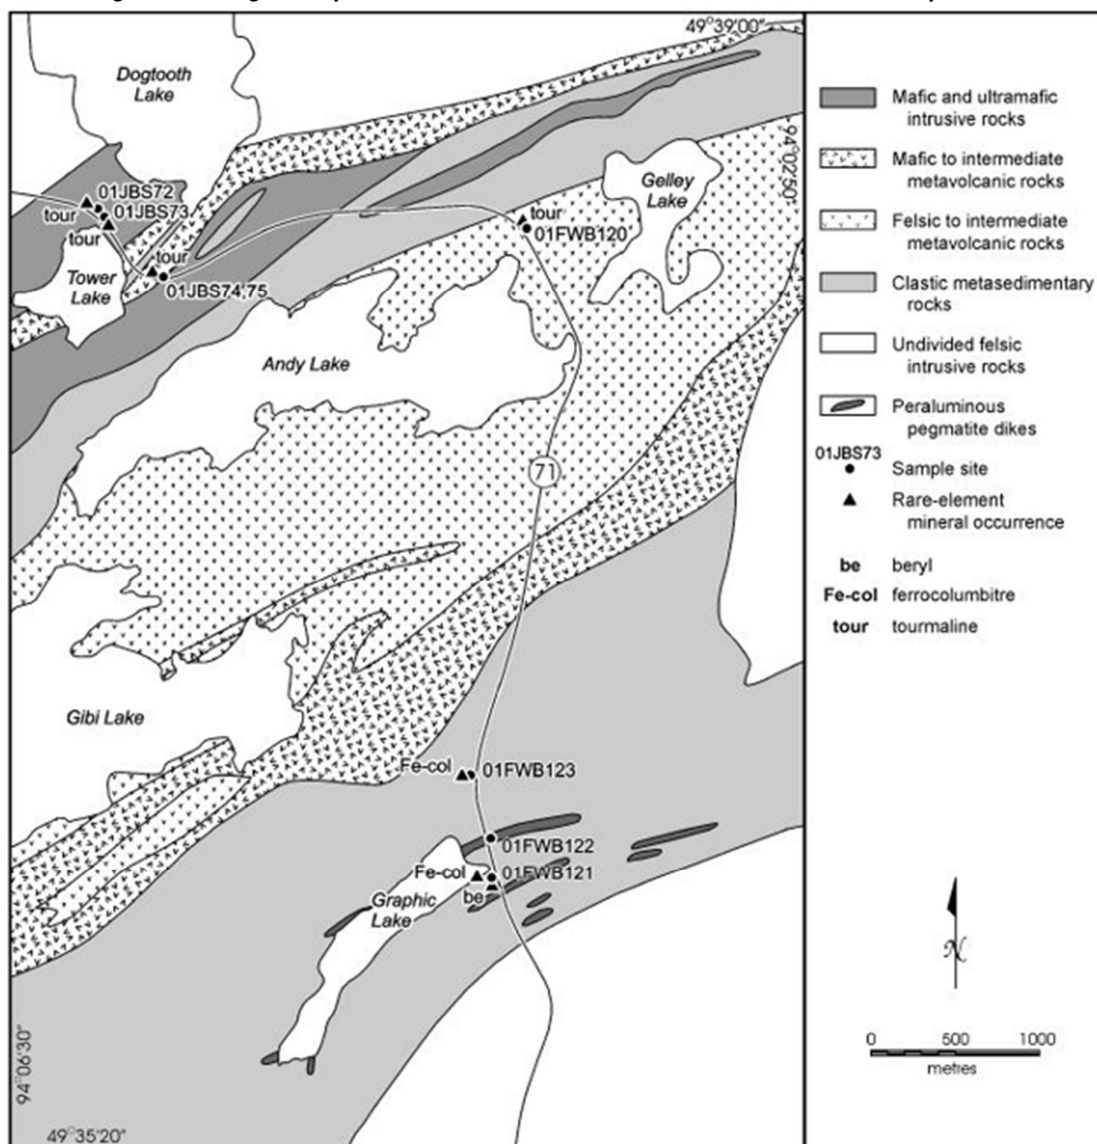 49°39'00"
Dogtooth
Lake
94°02'50"
Gelley
Lake
01JBS72
tour
01JBS73
tour
tour
tour
01FWB120
Tower
Lake
01JBS74,75
Andy Lake
71
Gibi Lake
Fe-col
01FWB123
01FWB122
Fe-col
01FWB121
be
Graphic
Lake
94°06'30"
49°35'20"
Mafic and ultramafic
intrusive rocks
Mafic to intermediate
metavolcanic rocks
Felsic to intermediate
metavolcanic rocks
Clastic metasedimentary
rocks
Undivided felsic
intrusive rocks
Peraluminous
pegmatite dikes
01JBS73
Sample site
Rare-element
mineral occurrence
be beryl
Fe-col ferrocolumbitre
tour tourmaline
N
0 500 1000
metres